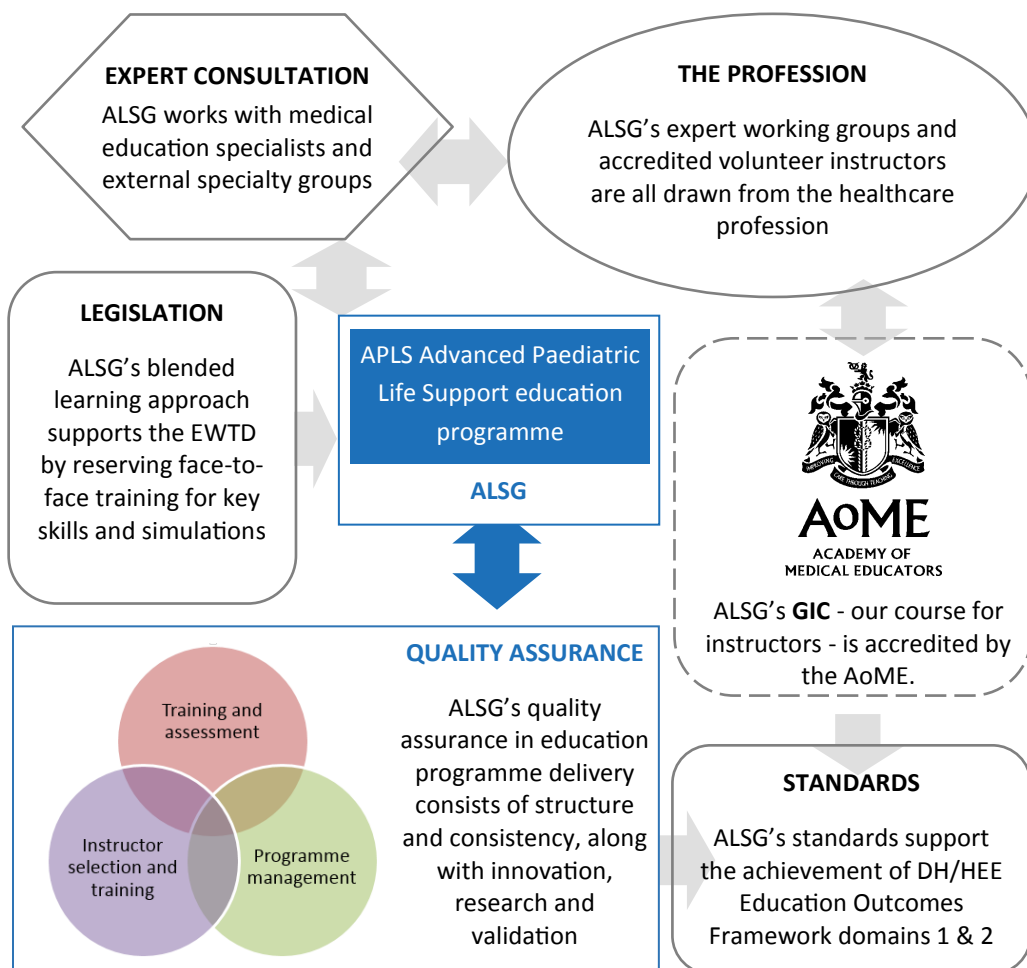 EXPERT CONSULTATION
ALSG works with medical
education specialists and
external specialty groups
THE PROFESSION
ALSG's expert working groups and
accredited volunteer instructors
are all drawn from the healthcare
profession
LEGISLATION
ALSG's blended
learning approach
supports the EWTD
by reserving face-to-
face training for key
skills and simulations
APLS Advanced Paediatric
Life Support education
programme
ALSG
IMPROVING
EXCELLENCE
CARE THROUGH TEACHING
AoME
ACADEMY OF
MEDICAL EDUCATORS
ALSG's GIC - our course for
instructors - is accredited by
the AoME.
QUALITY ASSURANCE
ALSG's quality
assurance in education
programme delivery
consists of structure
and consistency, along
with innovation,
research and
validation
Training and
assessment
Instructor
selection and
training
Programme
management
STANDARDS
ALSG's standards support
the achievement of DH/HEE
Education Outcomes
Framework domains 1 & 2